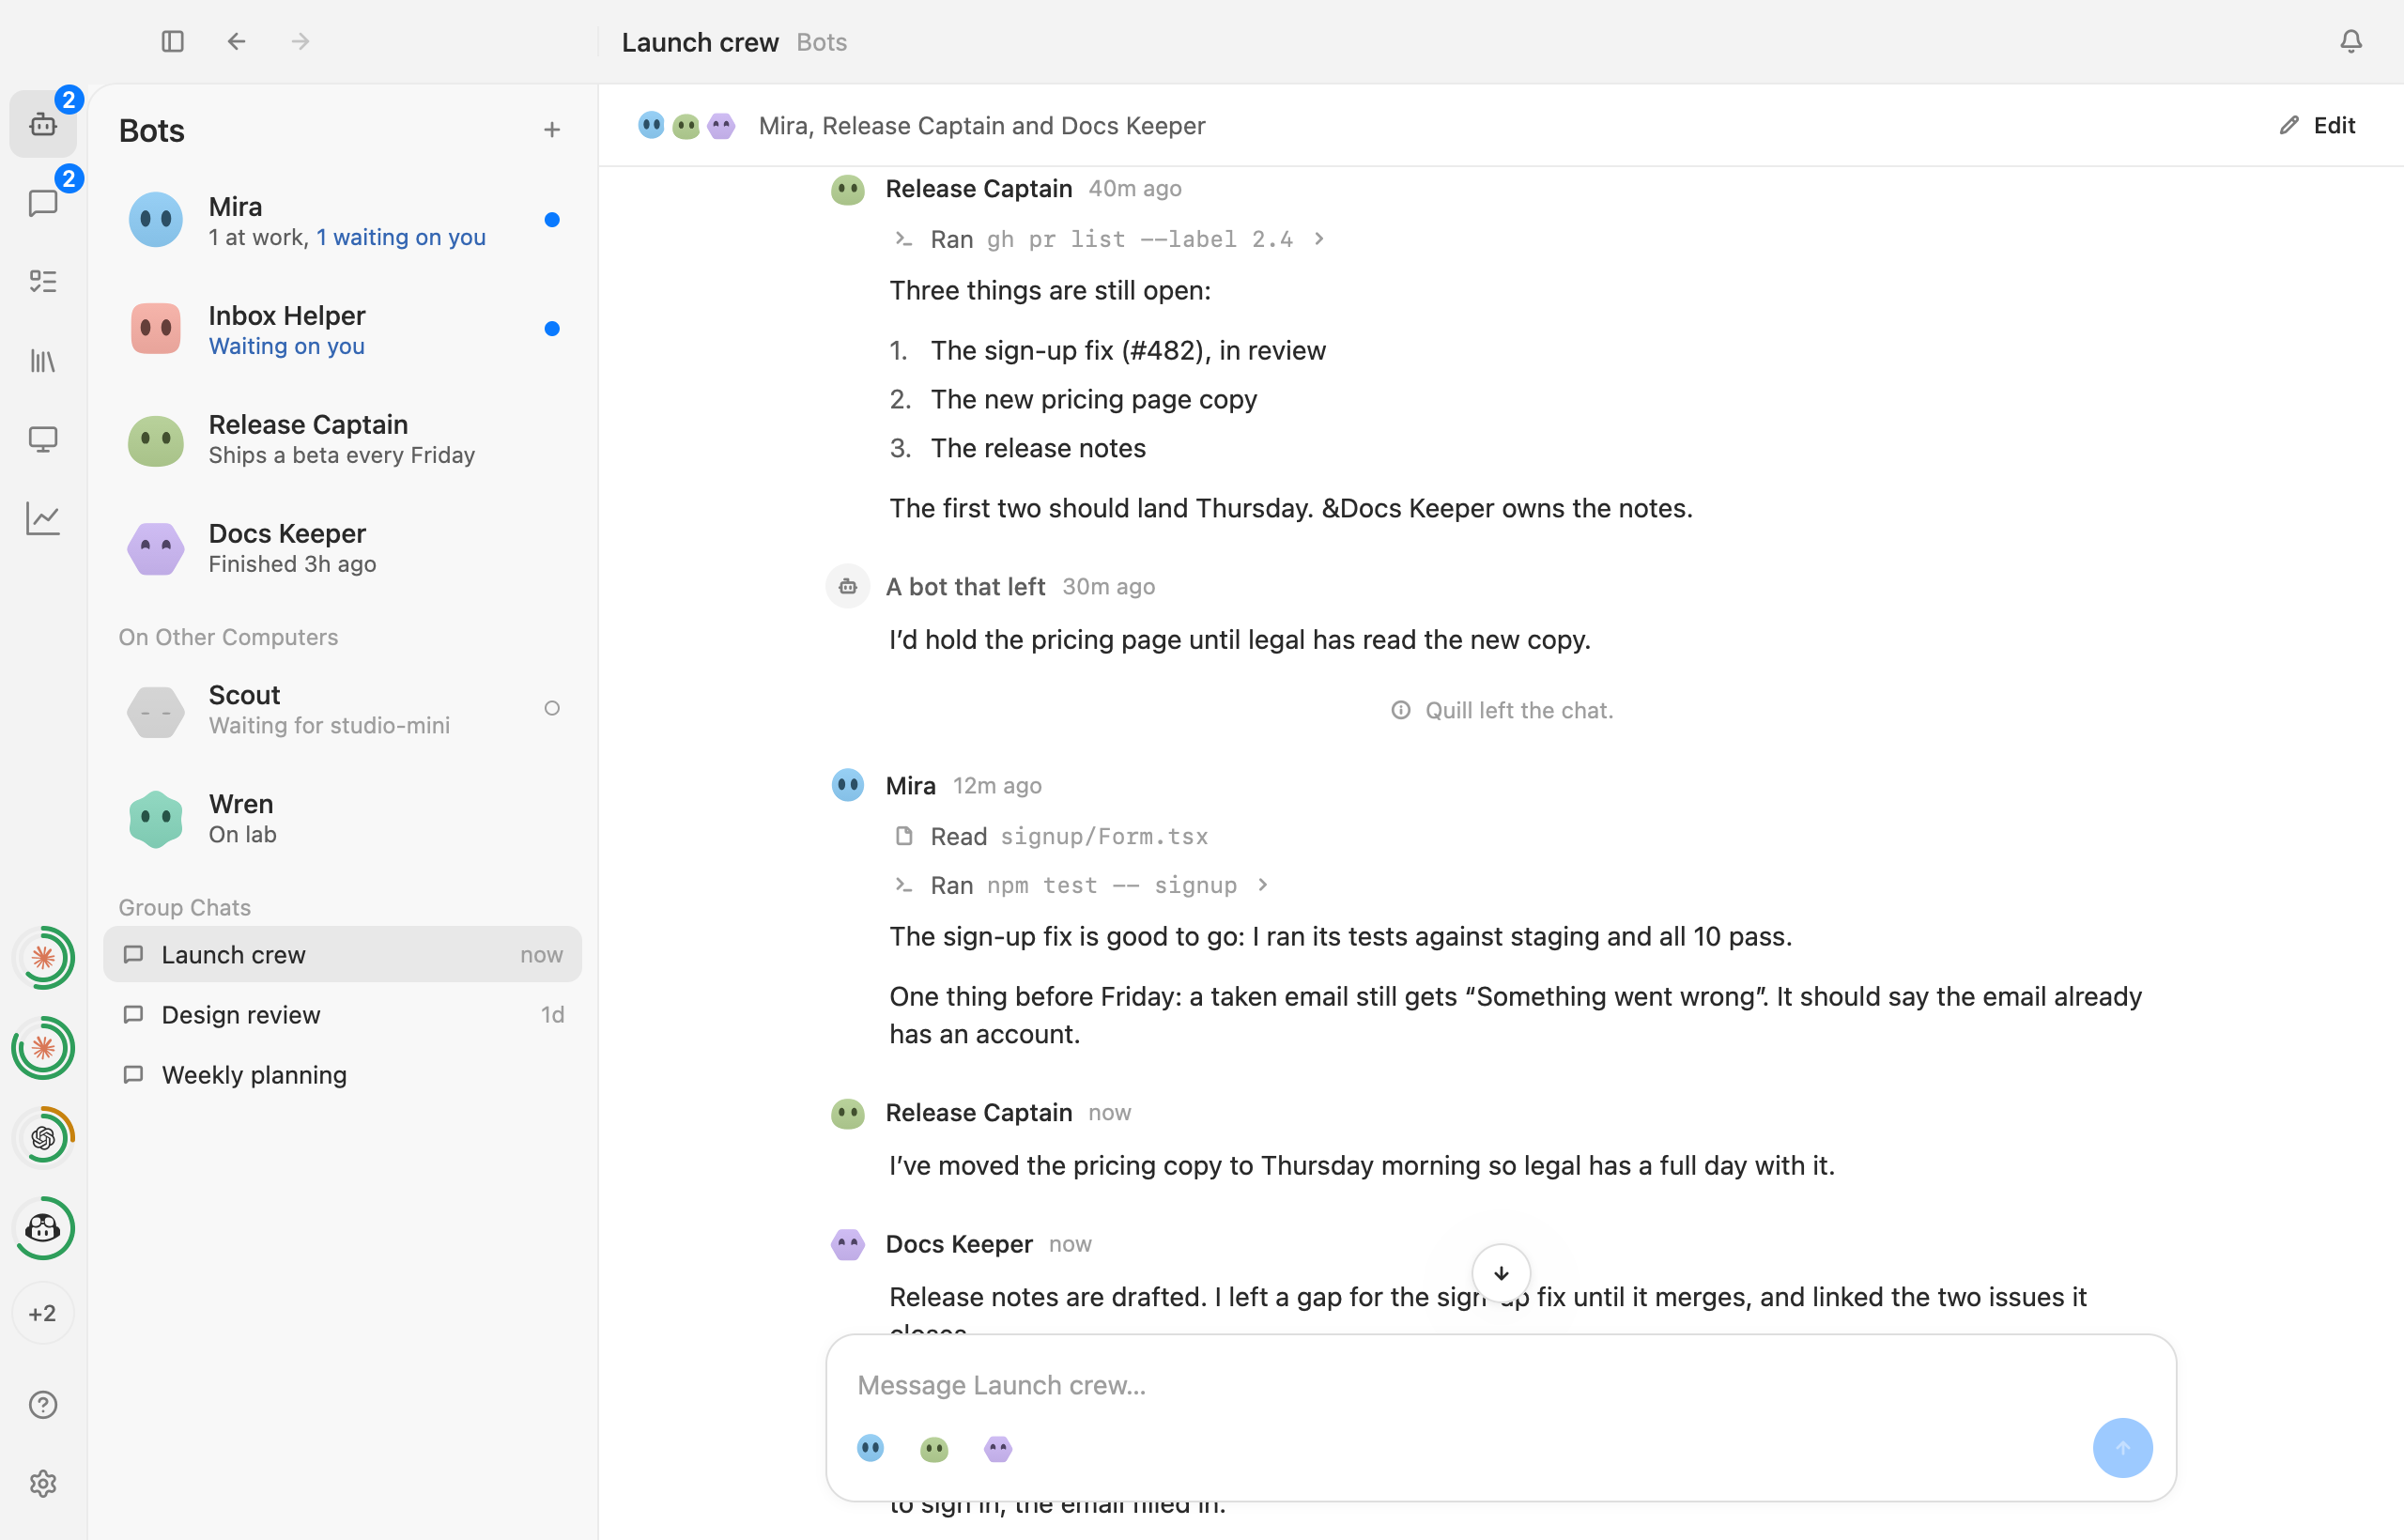 Launch crew Bots
2
2
Bots
Mira
1 at work, 1 waiting on you
Inbox Helper
Waiting on you
Release Captain
Ships a beta every Friday
Docs Keeper
Finished 3h ago
On Other Computers
Scout
Waiting for studio-mini
Wren
On lab
Group Chats
Launch crew now
Design review 1d
Weekly planning
+2
Mira, Release Captain and Docs Keeper
Edit
Release Captain 40m ago
Ran gh pr list --label 2.4
Three things are still open:
1. The sign-up fix (#482), in review
2. The new pricing page copy
3. The release notes
The first two should land Thursday. &Docs Keeper owns the notes.
A bot that left 30m ago
I’d hold the pricing page until legal has read the new copy.
Quill left the chat.
Mira 12m ago
Read signup/Form.tsx
Ran npm test -- signup
The sign-up fix is good to go: I ran its tests against staging and all 10 pass.
One thing before Friday: a taken email still gets “Something went wrong”. It should say the email already
has an account.
Release Captain now
I’ve moved the pricing copy to Thursday morning so legal has a full day with it.
Docs Keeper now
Release notes are drafted. I left a gap for the sign-up fix until it merges, and linked the two issues it
closes.
Message Launch crew...
to sign in, the email filled in.